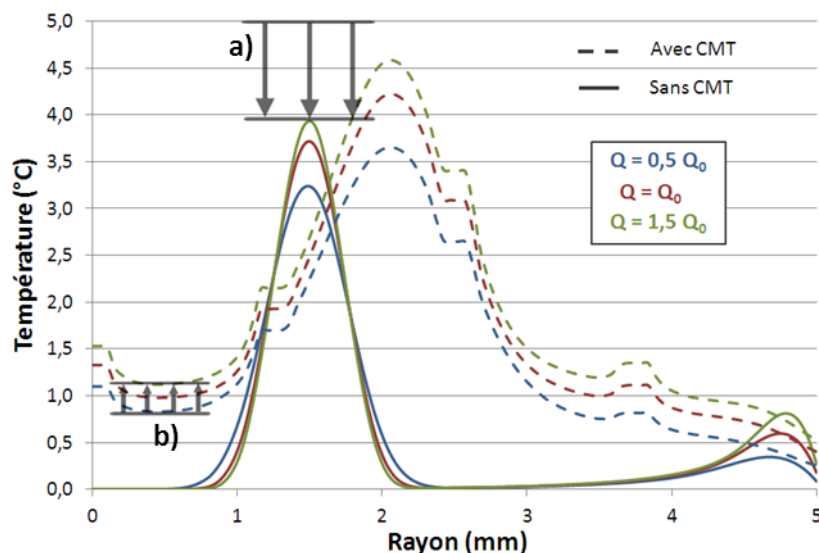 5,0
4,5
4,0
3,5
3,0
2,5
2,0
1,5
1,0
0,5
0,0
Température (°C)
a)
b)
Avec CMT
Sans CMT
Q = 0,5 Q₀
Q = Q₀
Q = 1,5 Q₀
0
1
2
3
4
5
Rayon (mm)